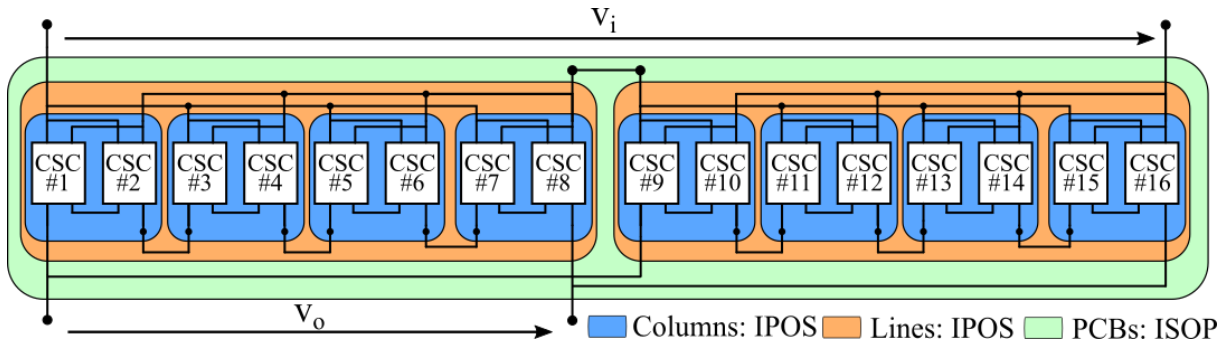 vi
CSC #1
CSC #2
CSC #3
CSC #4
CSC #5
CSC #6
CSC #7
CSC #8
CSC #9
CSC #10
CSC #11
CSC #12
CSC #13
CSC #14
CSC #15
CSC #16
vo
Columns: IPOS
Lines: IPOS
PCBs: ISOP